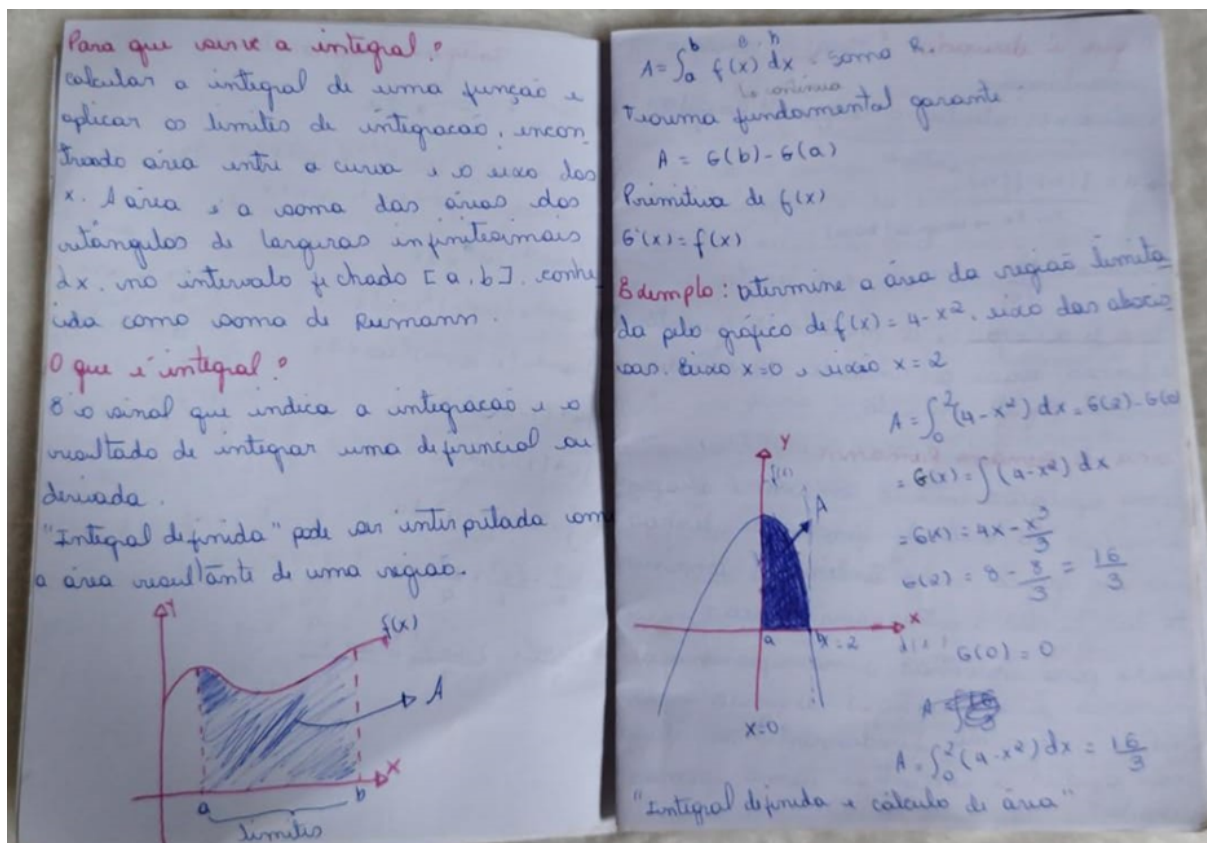 Para que serve a integral?
calcular a integral de uma função e
aplicar os limites de integração, encon
trado área entre a curva e o eixo dos
x. A área é a soma das áreas dos
retângulos de larguras infinitesimais
dx, no intervalo fechado [a, b], conhe
cida como soma de Riemann.
O que é integral?
É o sinal que indica a integração e o
resultado de integrar uma diferencial ou
derivada.
"Integral definida" pode ser interpretada com
a área resultante de uma região.
Y
f(x)
A
X
a b
limites
B . h
A = ∫ₐᵇ f(x) dx = soma R.
↳ continua
Teorema fundamental garante:
A = G(b) - G(a)
Primitiva de f(x)
G'(x) = f(x)
Exemplo: Determine a área da região limita
da pelo gráfico de f(x) = 4 - x², eixo das abscis-
sas. Eixo x=0 e eixo x=2
A = ∫₀²(4 - x²) dx = G(2) - G(0)
= G(x) = ∫(4 - x²) dx
= G(x) = 4x - x³/3
G(2) = 8 - 8/3 = 16/3
G(0) = 0
Y
A
X
a b
x = 2
x=0
A = ∫₀²(4 - x²) dx = 16/3
"Integral definida e cálculo de área"